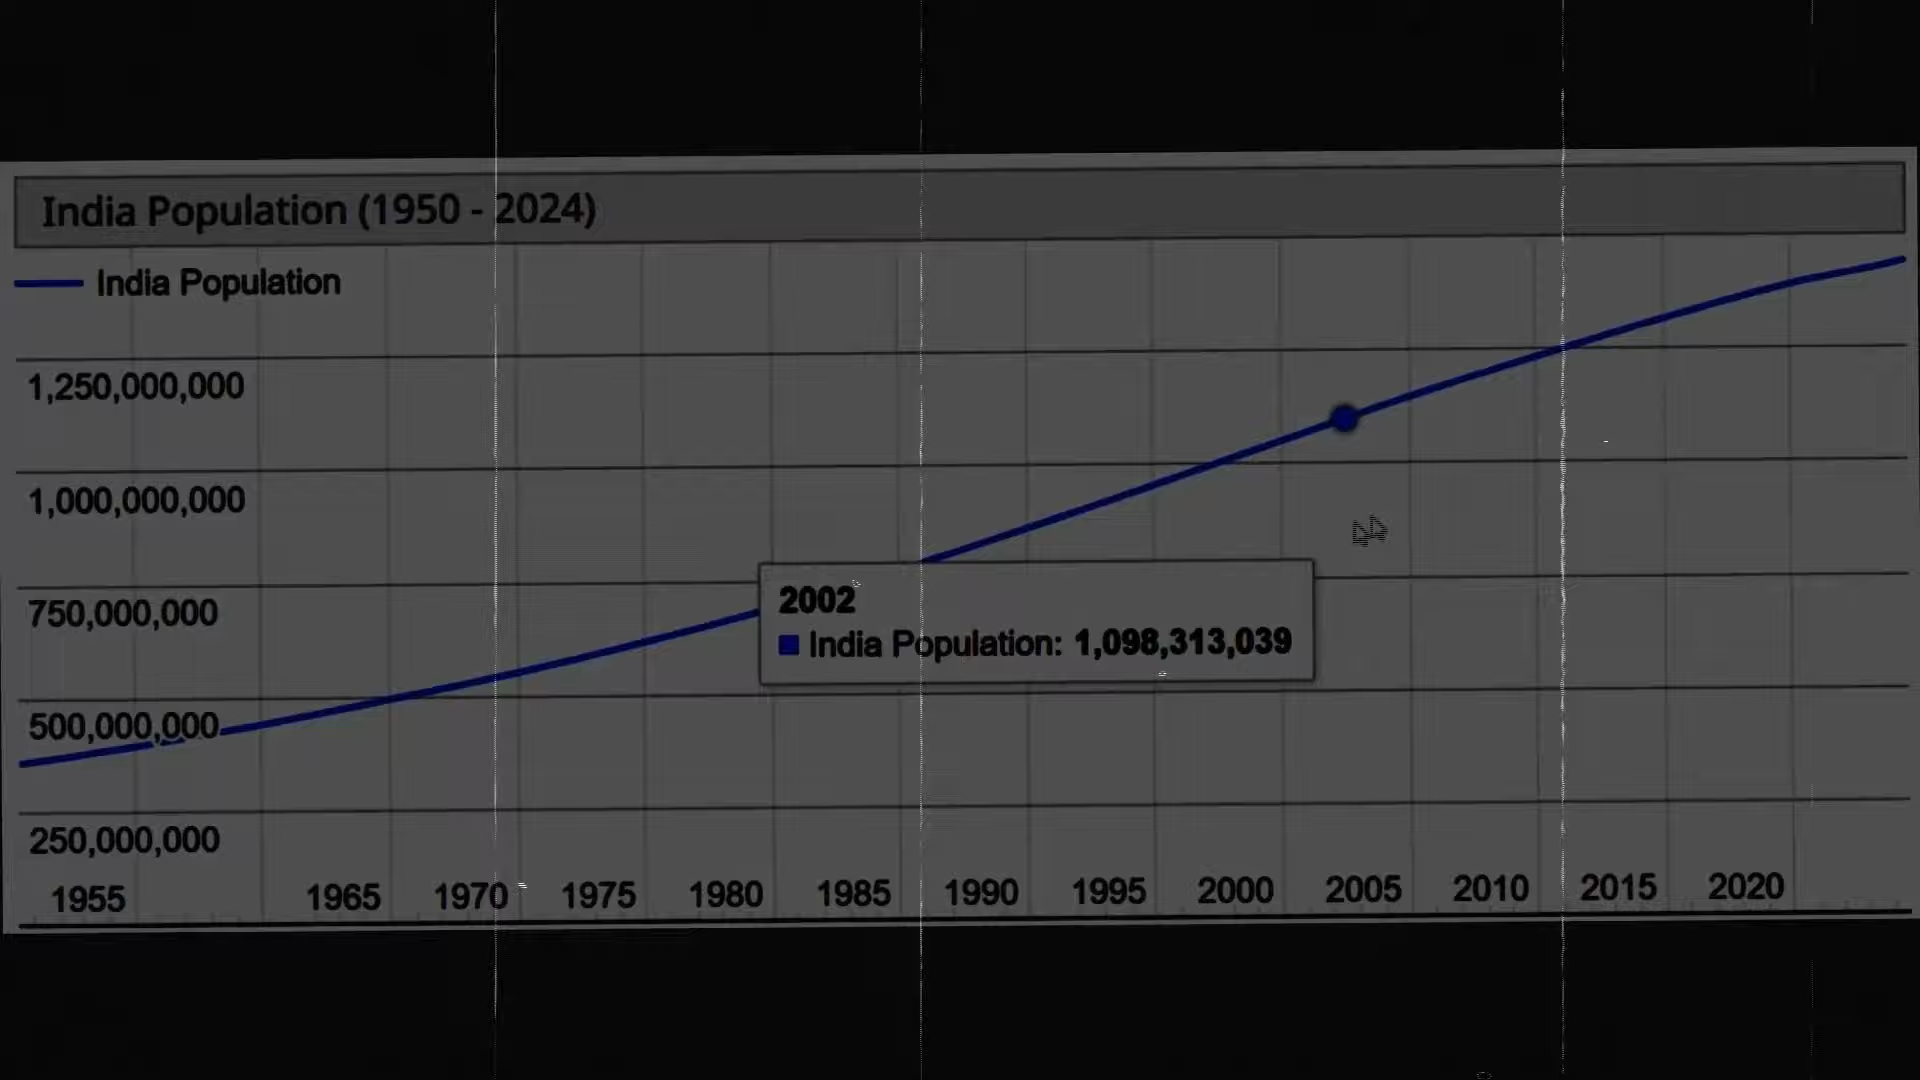 India Population (1950 - 2024)
India Population
1,250,000,000
1,000,000,000
750,000,000
2002
India Population: 1,098,313,039
500,000,000
250,000,000
1955 1965 1970 1975 1980 1985 1990 1995 2000 2005 2010 2015 2020